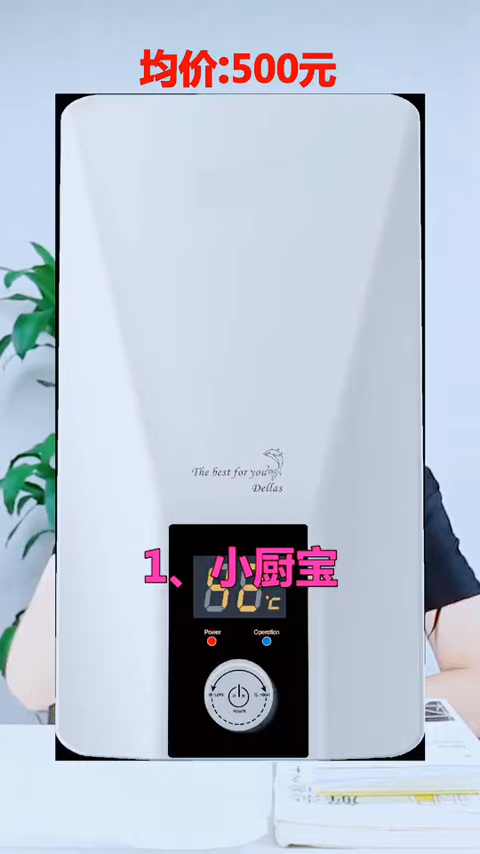 均价:500元
The best for you
Dellas
1、小厨宝
°C
Power
Operation